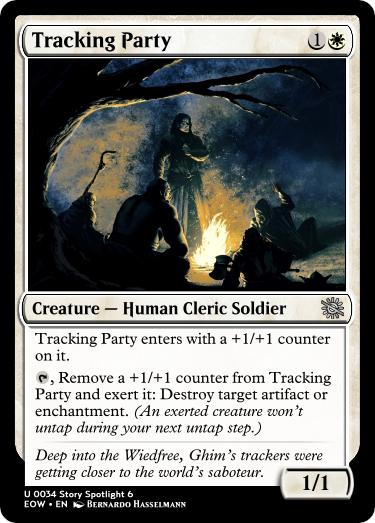 Tracking Party
1
Creature — Human Cleric Soldier
Tracking Party enters with a +1/+1 counter
on it.
, Remove a +1/+1 counter from Tracking
Party and exert it: Destroy target artifact or
enchantment. (An exerted creature won't
untap during your next untap step.)
Deep into the Wiedfree, Ghim's trackers were
getting closer to the world's saboteur.
1/1
U 0034 Story Spotlight 6
EOW • EN Bernardo Hasselmann